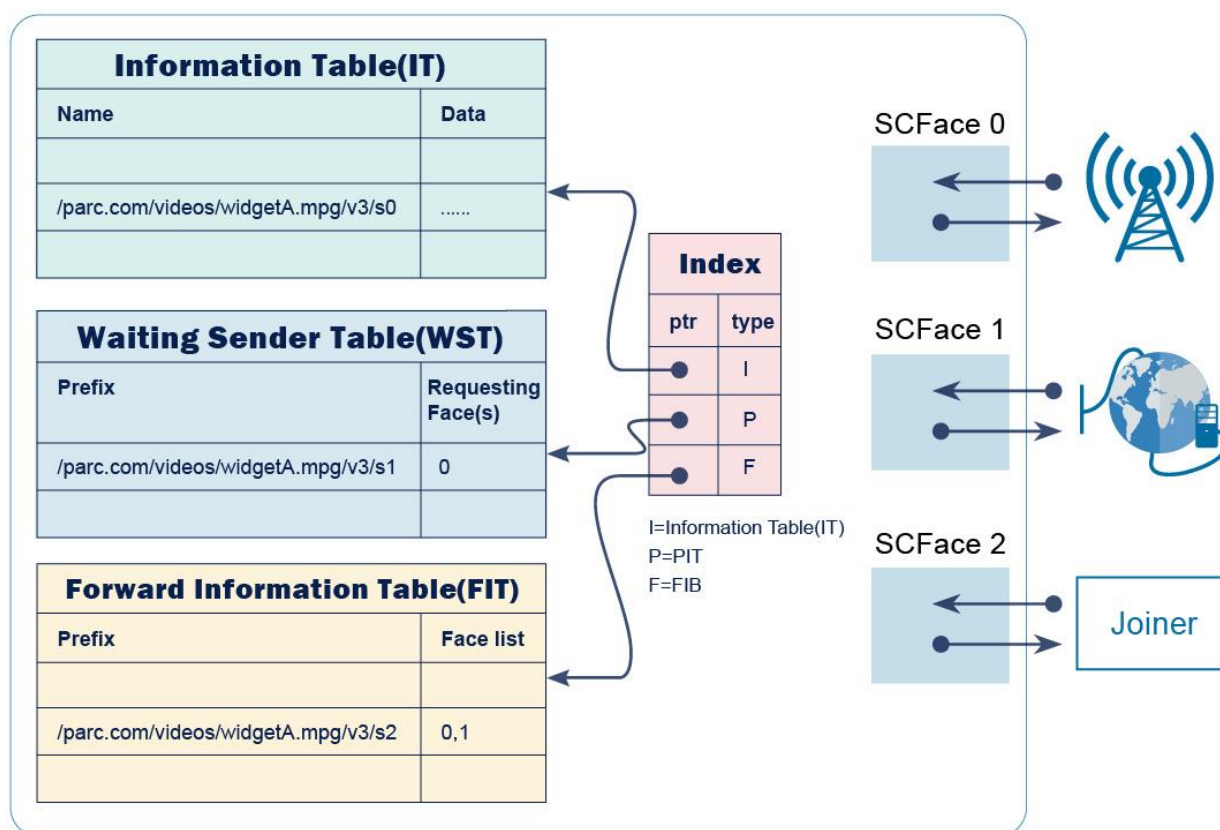 Information Table(IT)
Name Data
/parc.com/videos/widgetA.mpg/v3/s0 ......
Waiting Sender Table(WST)
Prefix Requesting
Face(s)
/parc.com/videos/widgetA.mpg/v3/s1 0
Forward Information Table(FIT)
Prefix Face list
/parc.com/videos/widgetA.mpg/v3/s2 0,1
Index
ptr type
I
P
F
I=Information Table(IT)
P=PIT
F=FIB
SCFace 0
SCFace 1
SCFace 2
Joiner